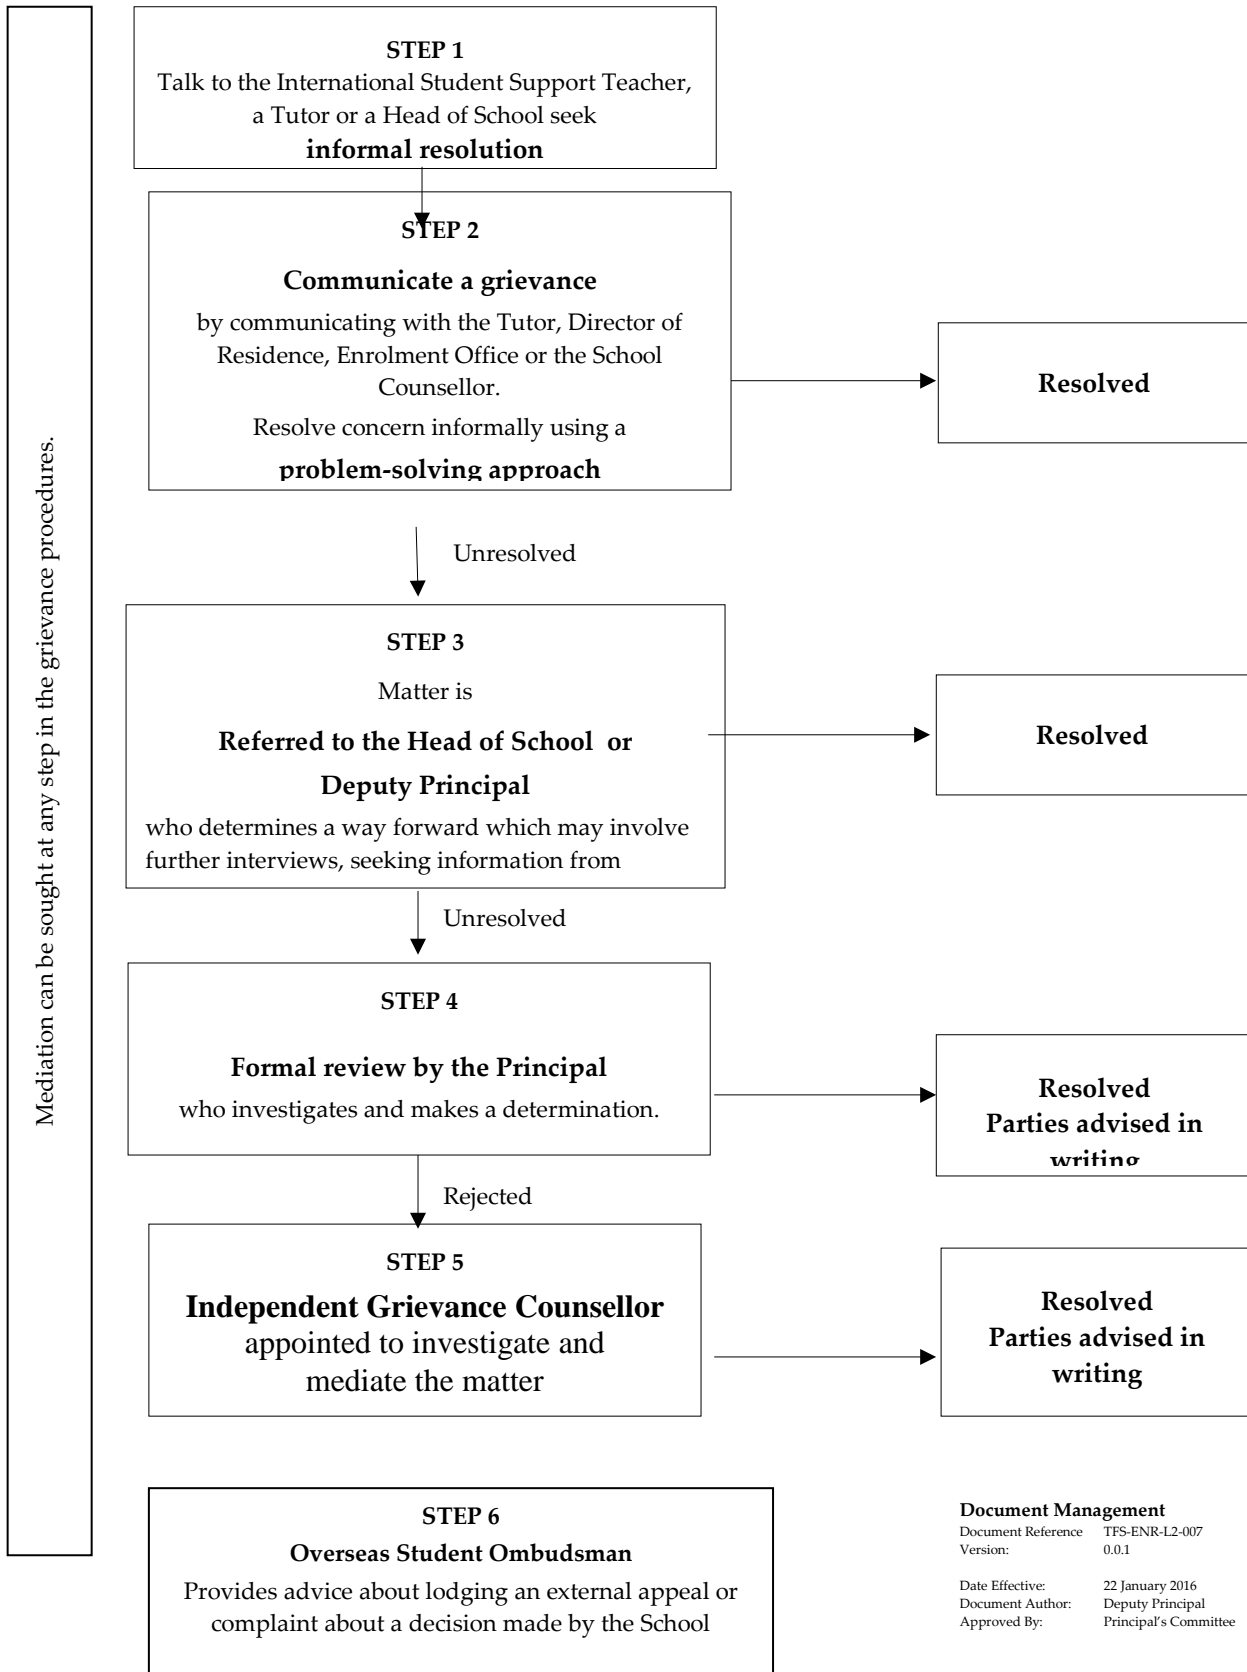 Mediation can be sought at any step in the grievance procedures.
STEP 1
Talk to the International Student Support Teacher,
a Tutor or a Head of School seek
informal resolution
STEP 2
Communicate a grievance
by communicating with the Tutor, Director of
Residence, Enrolment Office or the School
Counsellor.
Resolve concern informally using a
problem-solving approach
Resolved
Unresolved
STEP 3
Matter is
Referred to the Head of School or
Deputy Principal
who determines a way forward which may involve
further interviews, seeking information from
Resolved
Unresolved
STEP 4
Formal review by the Principal
who investigates and makes a determination.
Resolved
Parties advised in
writing
Rejected
STEP 5
Independent Grievance Counsellor
appointed to investigate and
mediate the matter
Resolved
Parties advised in
writing
STEP 6
Overseas Student Ombudsman
Provides advice about lodging an external appeal or
complaint about a decision made by the School
Document Management
Document Reference TFS-ENR-L2-007
Version: 0.0.1
Date Effective: 22 January 2016
Document Author: Deputy Principal
Approved By: Principal's Committee